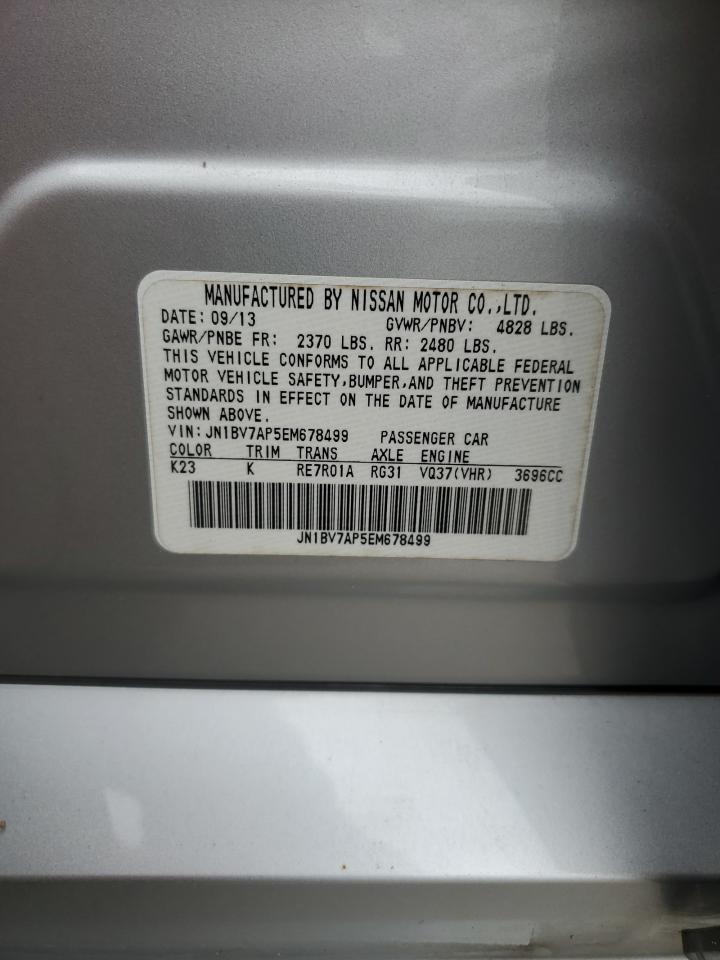 MANUFACTURED BY NISSAN MOTOR CO.,LTD.
DATE: 09/13 GVWR/PNBV: 4828 LBS.
GAWR/PNBE FR: 2370 LBS. RR: 2480 LBS.
THIS VEHICLE CONFORMS TO ALL APPLICABLE FEDERAL
MOTOR VEHICLE SAFETY,BUMPER,AND THEFT PREVENTION
STANDARDS IN EFFECT ON THE DATE OF MANUFACTURE
SHOWN ABOVE.
VIN: JN1BV7AP5EM678499 PASSENGER CAR
COLOR TRIM TRANS AXLE ENGINE
K23 K RE7R01A RG31 VQ37(VHR) 3696CC
JN1BV7AP5EM678499